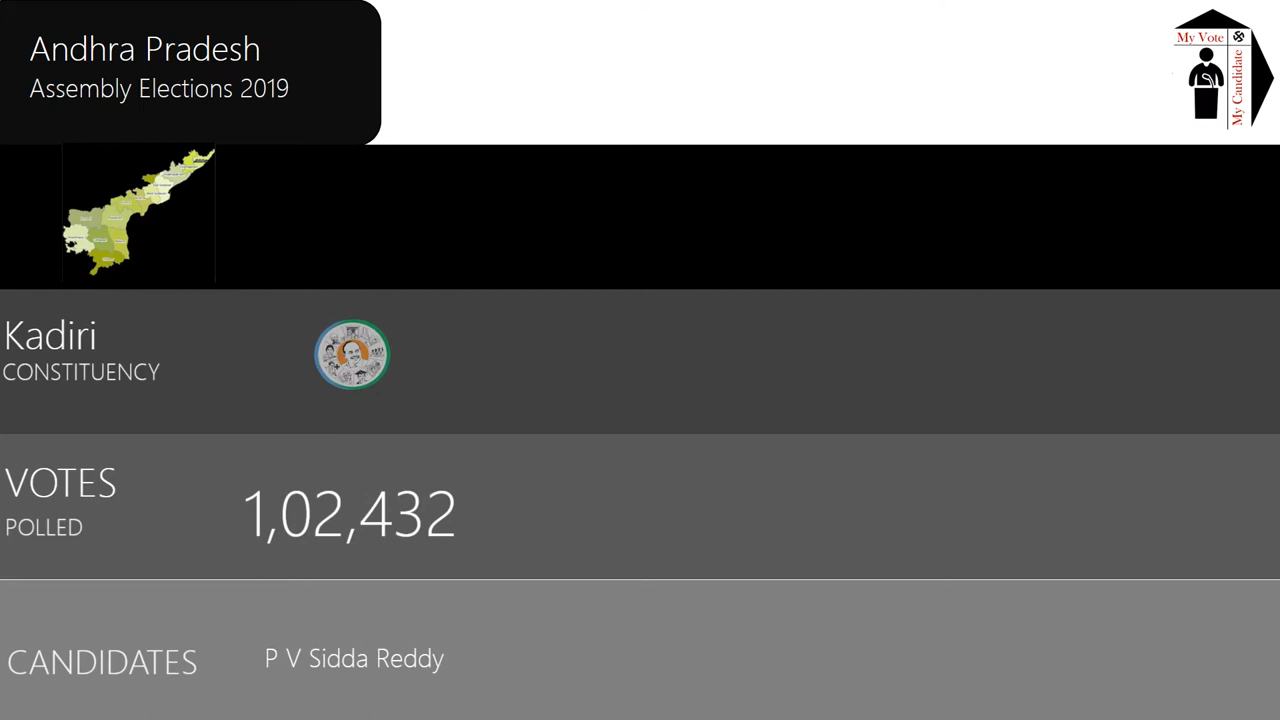 Andhra Pradesh
Assembly Elections 2019
My Vote
My Candidate
Kadiri
CONSTITUENCY
VOTES
POLLED
1,02,432
CANDIDATES
P V Sidda Reddy